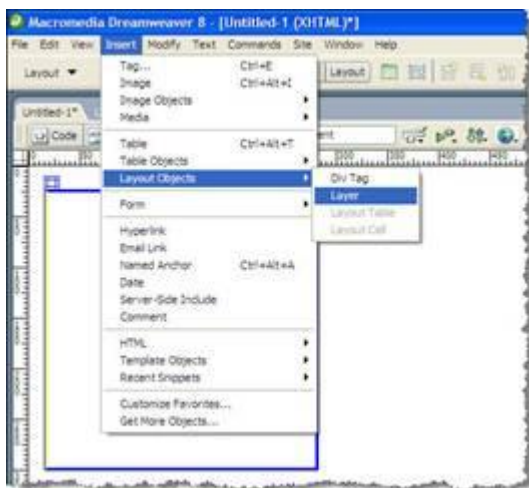 Macromedia Dreamweaver 8 - [Untitled-1 (XHTML)*]
File Edit View Insert Modify Text Commands Site Window Help
Layout Layout
Untitled-1*
Code
Tag... Ctrl+E
Image Ctrl+Alt+I
Image Objects
Media
Table Ctrl+Alt+T
Table Objects
Layout Objects
Form
Hyperlink
Email Link
Named Anchor Ctrl+Alt+A
Date
Server-Side Include
Comment
HTML
Template Objects
Recent Snippets
Customize Favorites...
Get More Objects...
Div Tag
Layer
Layout Table
Layout Cell